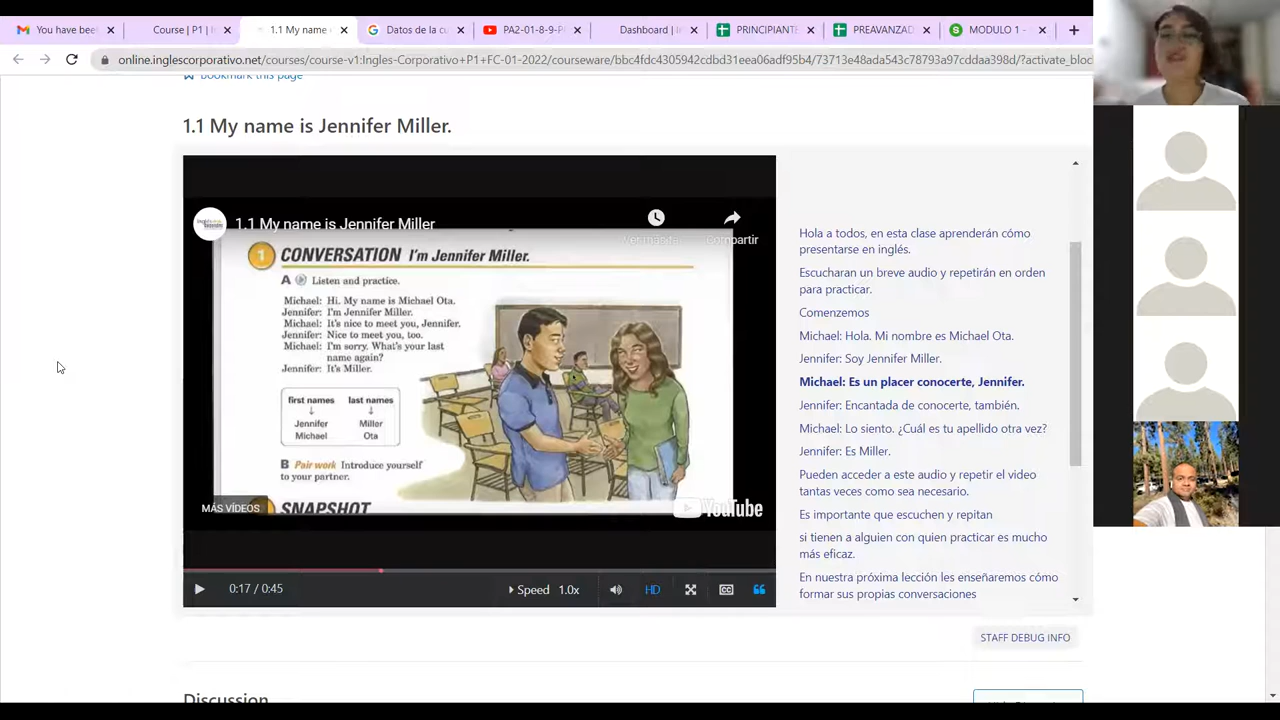 You have bee
Course | P1 | I
1.1 My name
Datos de la cu
PA2-01-8-9-P
Dashboard | I
PRINCIPIANT
PREAVANZAD
MODULO 1 -
online.inglescorporativo.net/courses/course-v1:Ingles-Corporativo+P1+FC-01-2022/courseware/bbc4fdc4305942cdbd31eea06adf95b4/73713e48ada543c78793a97cddaa398d/?activate_bloc
Bookmark this page
1.1 My name is Jennifer Miller.
1.1 My name is Jennifer Miller
Compartir
1 CONVERSATION I'm Jennifer Miller.
A Listen and practice.
Michael: Hi. My name is Michael Ota.
Jennifer: I'm Jennifer Miller.
Michael: It's nice to meet you, Jennifer.
Jennifer: Nice to meet you, too.
Michael: I'm sorry. What's your last
name again?
Jennifer: It's Miller.
first names last names
Jennifer Miller
Michael Ota
B Pair work Introduce yourself
to your partner.
SNAPSHOT
MÁS VÍDEOS
YouTube
0:17 / 0:45
Speed 1.0x
HD
CC
Hola a todos, en esta clase aprenderán cómo
presentarse en inglés.
Escucharan un breve audio y repetirán en orden
para practicar.
Comenzemos
Michael: Hola. Mi nombre es Michael Ota.
Jennifer: Soy Jennifer Miller.
Michael: Es un placer conocerte, Jennifer.
Jennifer: Encantada de conocerte, también.
Michael: Lo siento. ¿Cuál es tu apellido otra vez?
Jennifer: Es Miller.
Pueden acceder a este audio y repetir el video
tantas veces como sea necesario.
Es importante que escuchen y repitan
si tienen a alguien con quien practicar es mucho
más eficaz.
En nuestra próxima lección les enseñaremos cómo
formar sus propias conversaciones
STAFF DEBUG INFO
Discussion